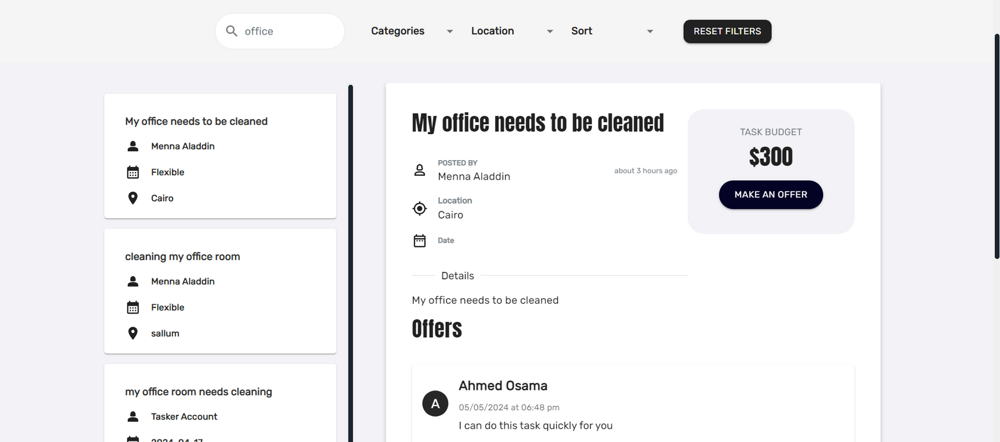 office
Categories
Location
Sort
RESET FILTERS
My office needs to be cleaned
Menna Aladdin
Flexible
Cairo
cleaning my office room
Menna Aladdin
Flexible
sallum
my office room needs cleaning
Tasker Account
2024-04-17
My office needs to be cleaned
POSTED BY
Menna Aladdin
about 3 hours ago
Location
Cairo
Date
TASK BUDGET
$300
MAKE AN OFFER
Details
My office needs to be cleaned
Offers
A
Ahmed Osama
05/05/2024 at 06:48 pm
I can do this task quickly for you